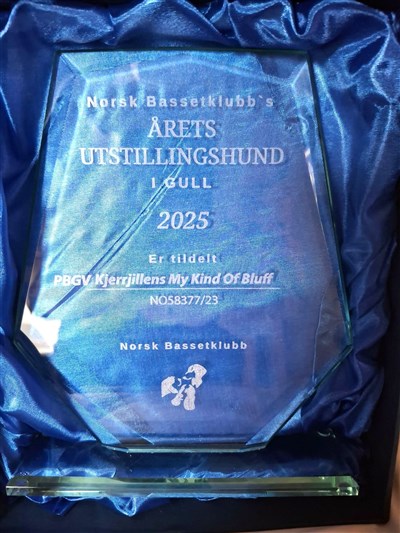 Norsk Bassetklubb`s
ÅRETS
UTSTILLINGSHUND
I GULL
2025
Er tildelt
PBGV Kjerrjillens My Kind Of Bluff
NO58377/23
Norsk Bassetklubb